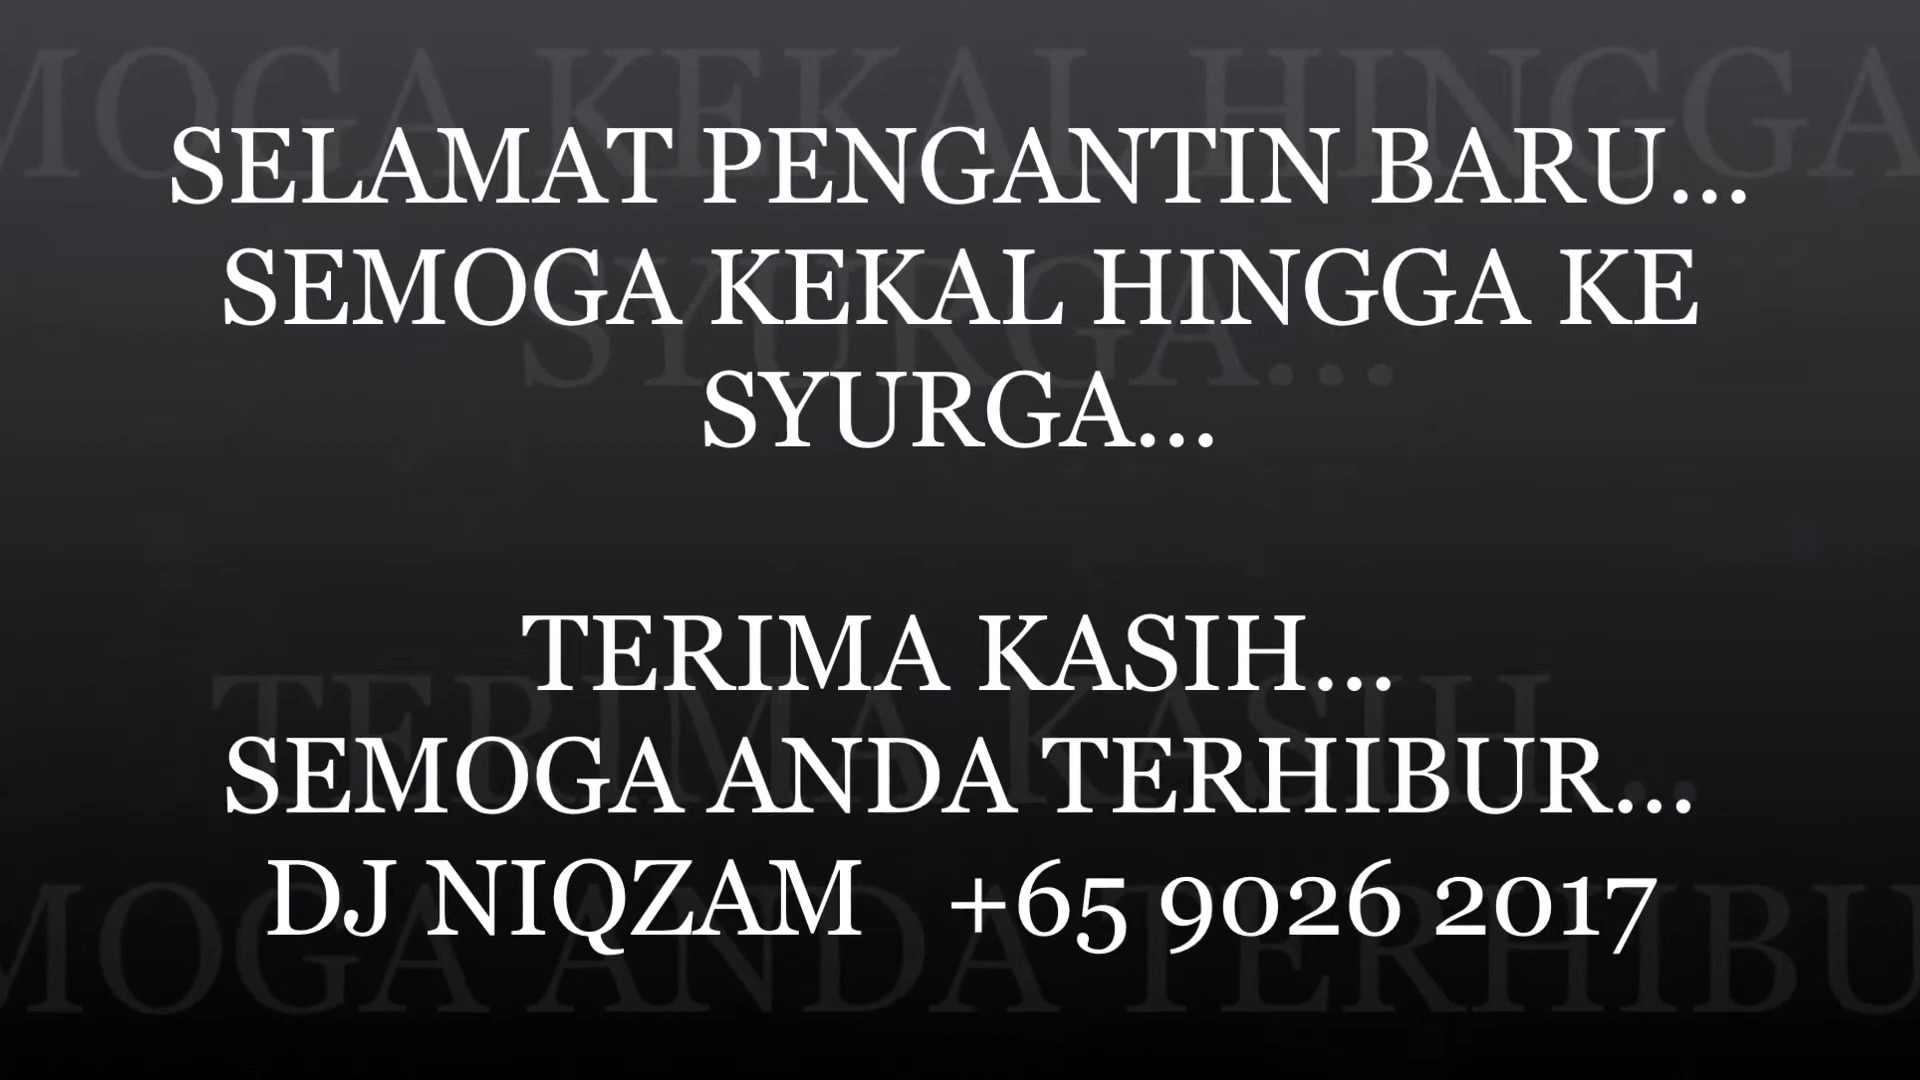 SELAMAT PENGANTIN BARU...
SEMOGA KEKAL HINGGA KE
SYURGA...
TERIMA KASIH...
SEMOGA ANDA TERHIBUR...
DJ NIQZAM +65 9026 2017